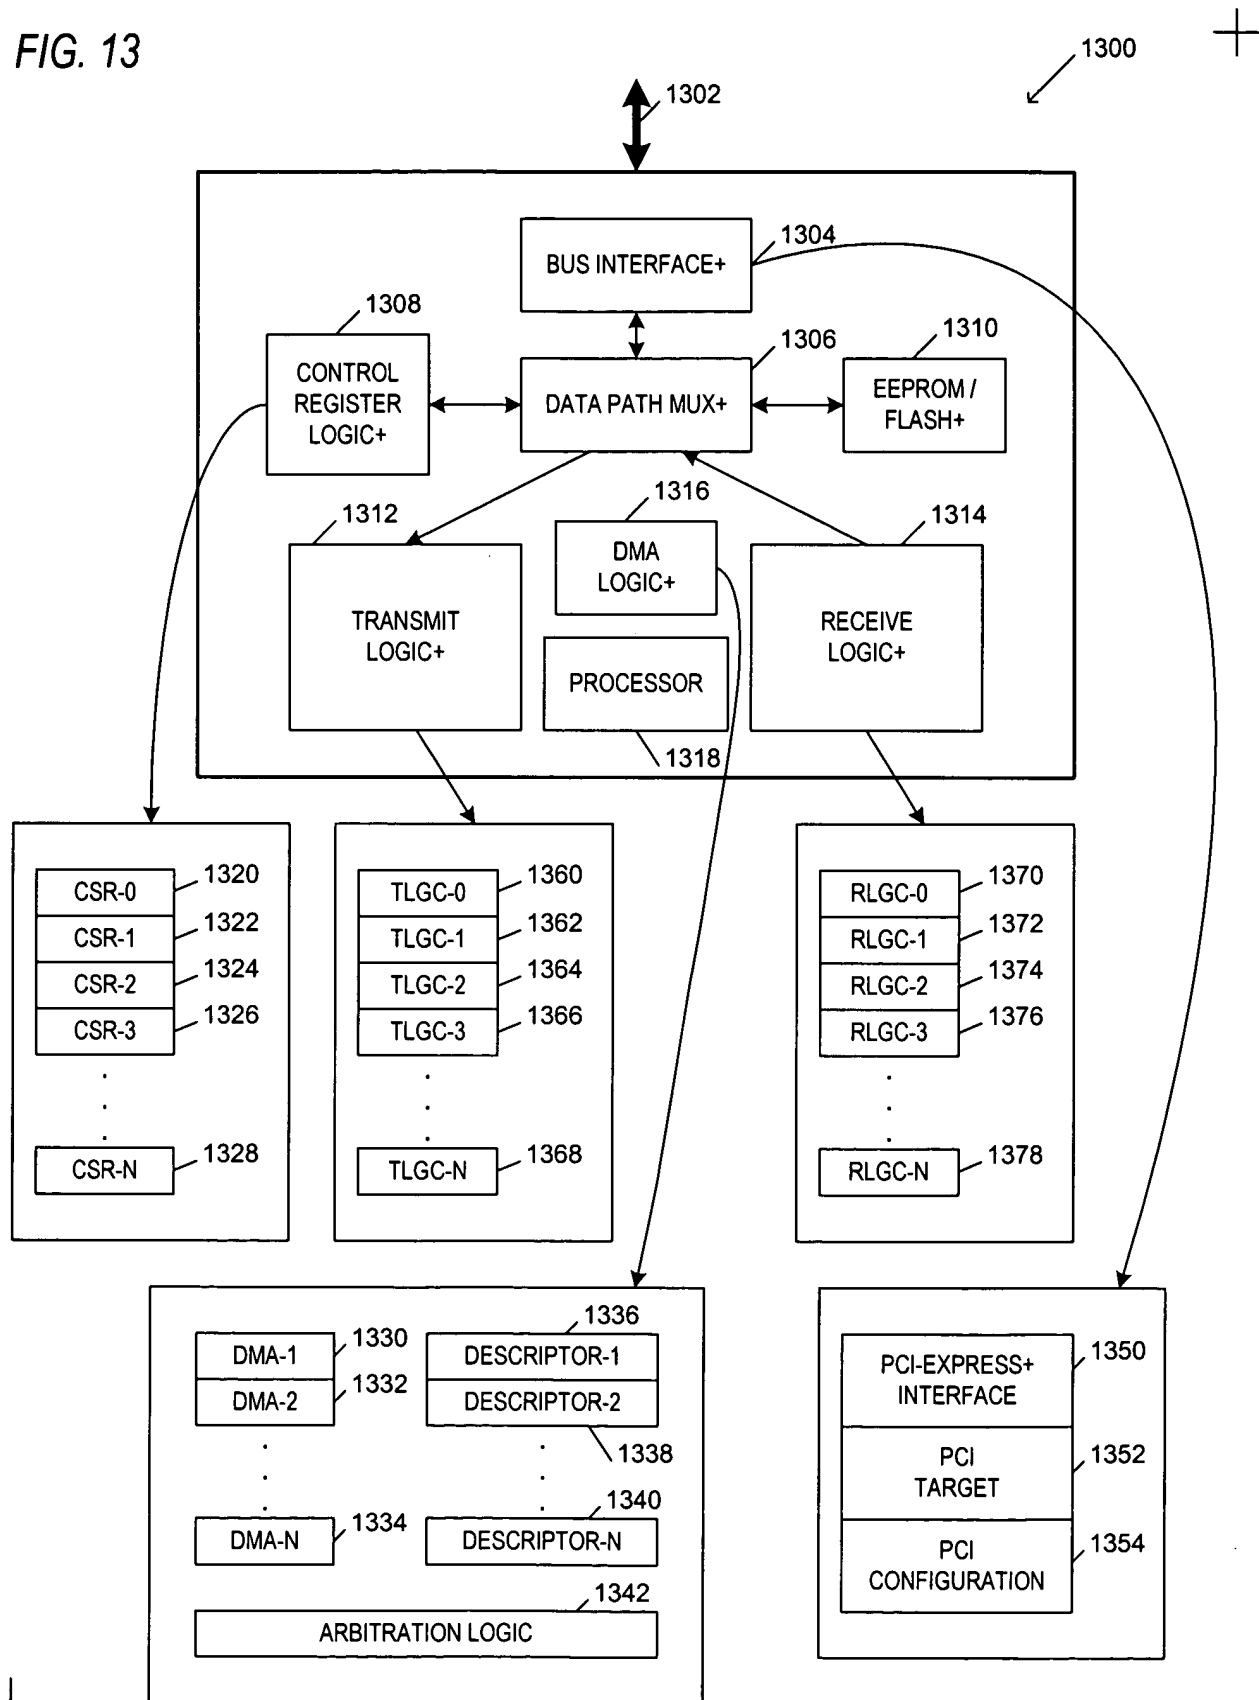 FIG. 13
1300
1302
1304
BUS INTERFACE+
1308
CONTROL
REGISTER
LOGIC+
1306
DATA PATH MUX+
1310
EEPROM /
FLASH+
1312
TRANSMIT
LOGIC+
1316
DMA
LOGIC+
1314
RECEIVE
LOGIC+
PROCESSOR
1318
CSR-0
1320
CSR-1
1322
CSR-2
1324
CSR-3
1326
CSR-N
1328
TLGC-0
1360
TLGC-1
1362
TLGC-2
1364
TLGC-3
1366
TLGC-N
1368
RLGC-0
1370
RLGC-1
1372
RLGC-2
1374
RLGC-3
1376
RLGC-N
1378
DMA-1
1330
DMA-2
1332
DMA-N
1334
1336
DESCRIPTOR-1
DESCRIPTOR-2
1338
1340
DESCRIPTOR-N
1342
ARBITRATION LOGIC
PCI-EXPRESS+
INTERFACE
1350
PCI
TARGET
1352
PCI
CONFIGURATION
1354